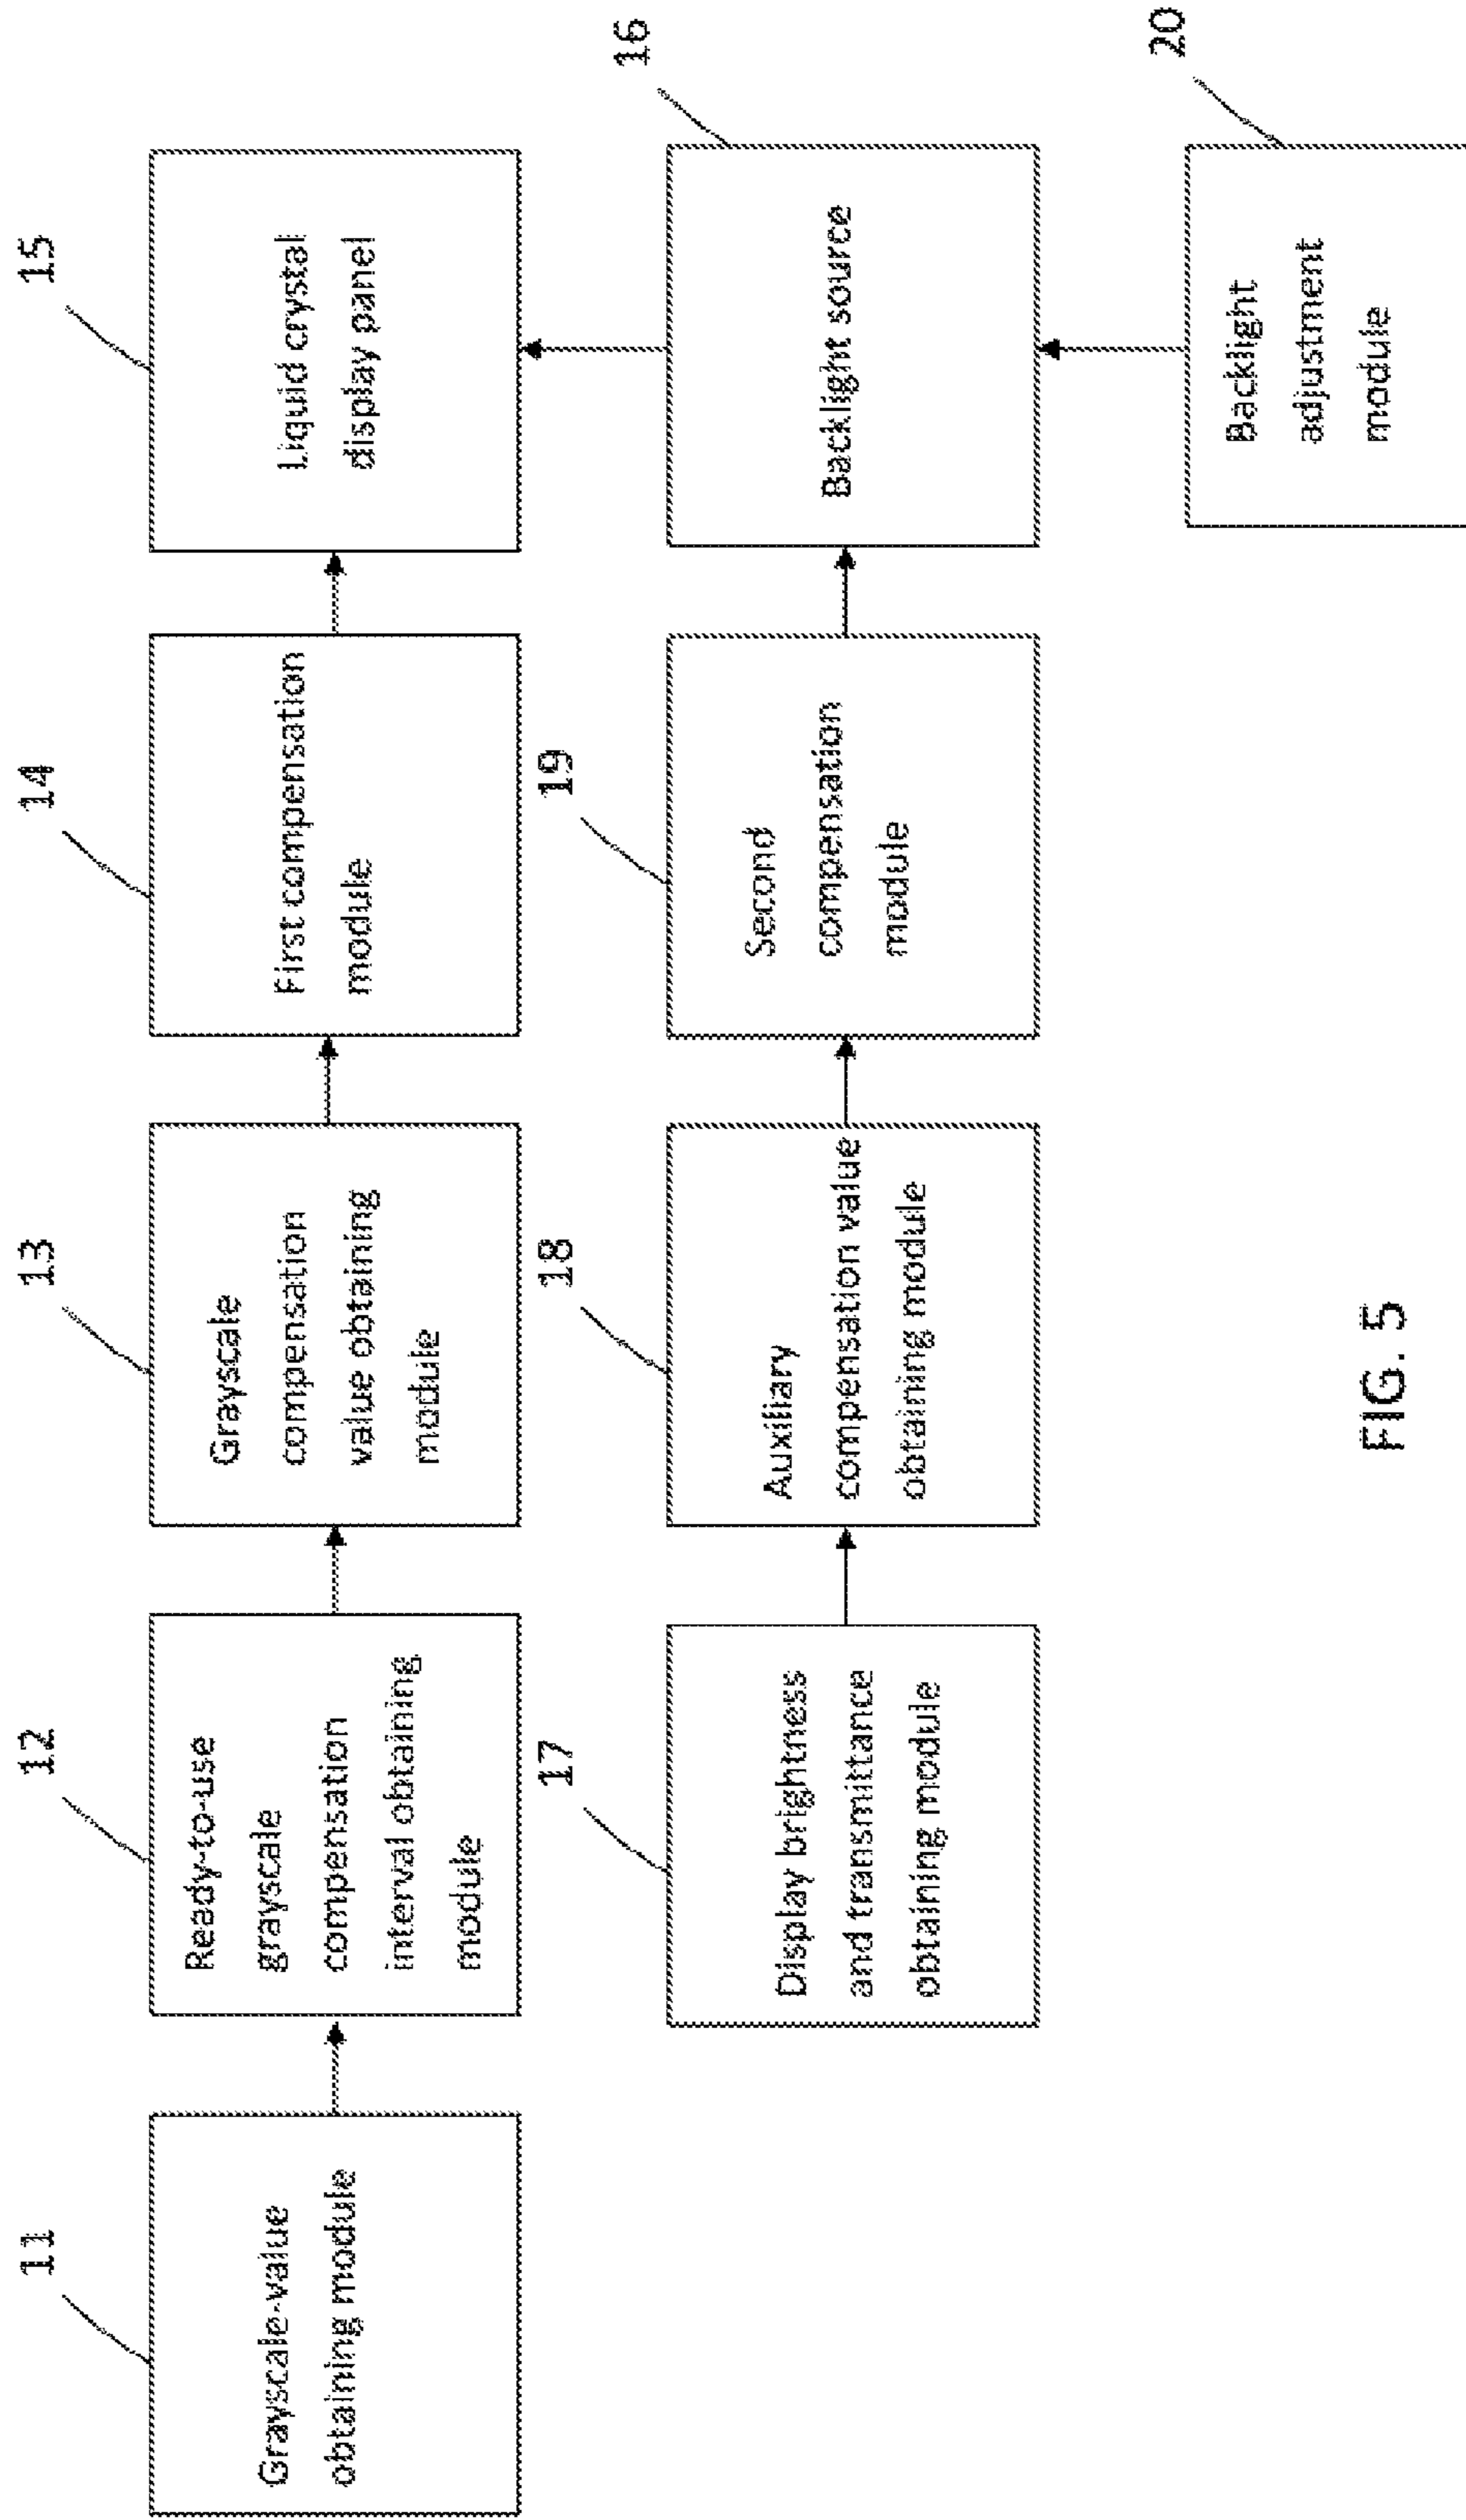 11
12
13
14
15
Grayscale-value
obtaining module
Ready-to-use
grayscale
compensation
interval obtaining
module
Grayscale
compensation
value obtaining
module
First compensation
module
Liquid crystal
display panel
17
18
19
16
Display brightness
and transmittance
obtaining module
Auxiliary
compensation value
obtaining module
Second
compensation
module
Backlight source
20
Backlight
adjustment
module
FIG. 5